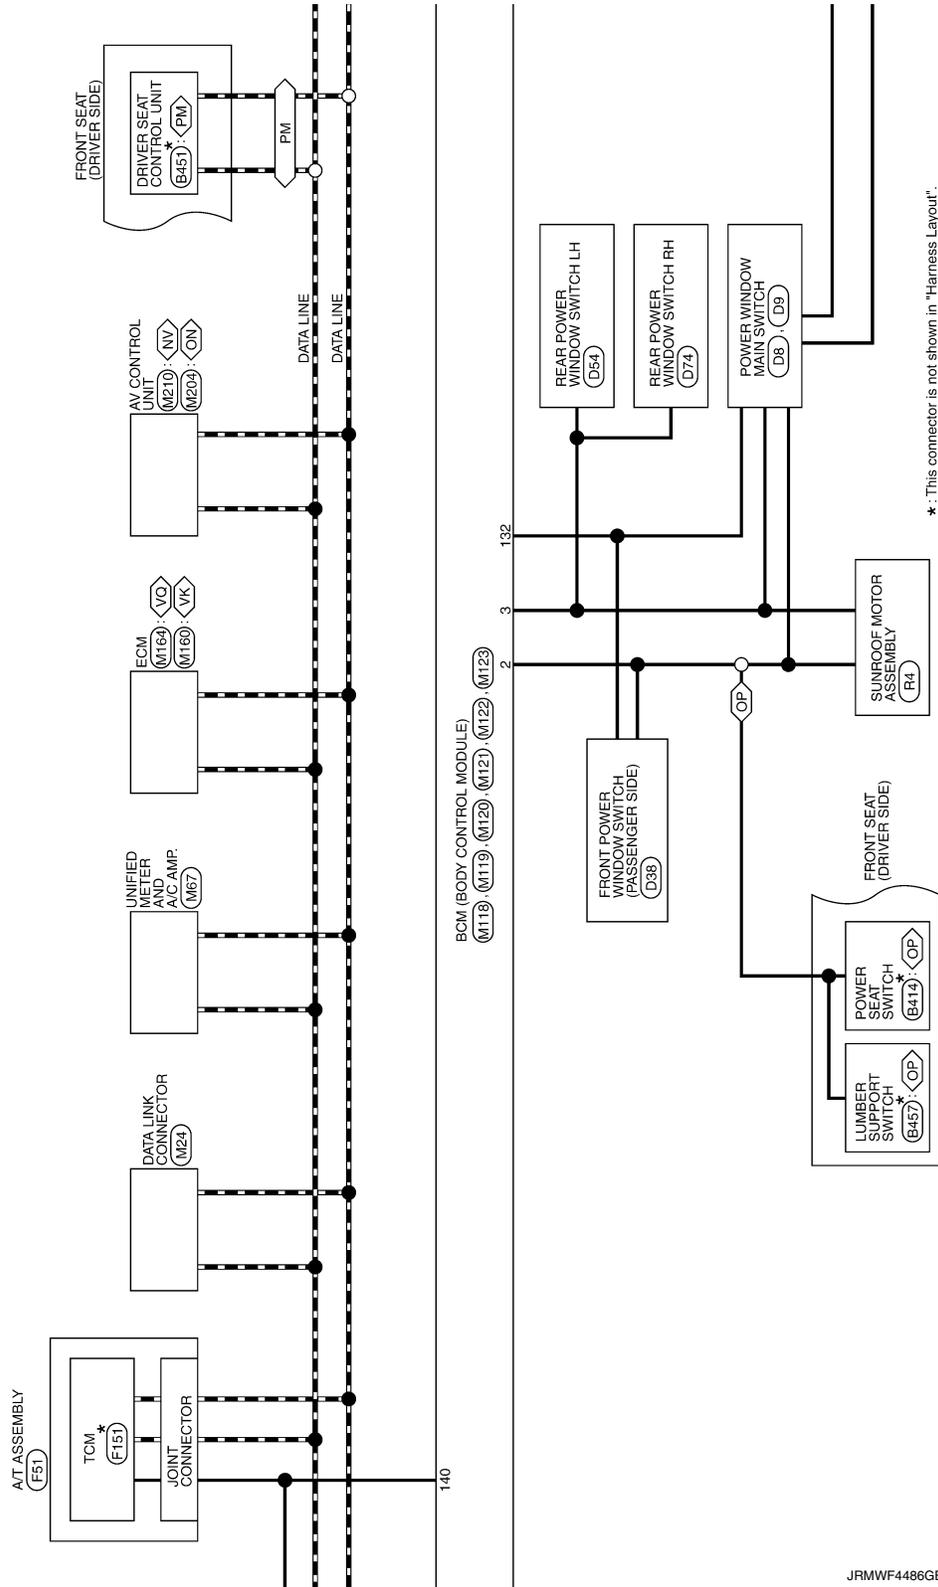 A/T ASSEMBLY
F51
TCM
*
F151
JOINT
CONNECTOR
140
DATA LINK
CONNECTOR
M24
UNIFIED
METER
AND
A/C AMP.
M67
ECM
M164 : VQ
M160 : VK
AV CONTROL
UNIT
M210 : NV
M204 : ON
DATA LINE
DATA LINE
FRONT SEAT
(DRIVER SIDE)
DRIVER SEAT
CONTROL UNIT
*
B451 : PM
PM
BCM (BODY CONTROL MODULE)
M118 , M119 , M120 , M121 , M122 , M123
2
3
132
FRONT POWER
WINDOW SWITCH
(PASSENGER SIDE)
D38
REAR POWER
WINDOW SWITCH LH
D54
REAR POWER
WINDOW SWITCH RH
D74
POWER WINDOW
MAIN SWITCH
D8 , D9
OP
SUNROOF MOTOR
ASSEMBLY
R4
FRONT SEAT
(DRIVER SIDE)
LUMBER
SUPPORT
SWITCH
*
B457 : OP
POWER
SEAT
SWITCH
*
B414 : OP
* : This connector is not shown in "Harness Layout".
JRMWF4486GB